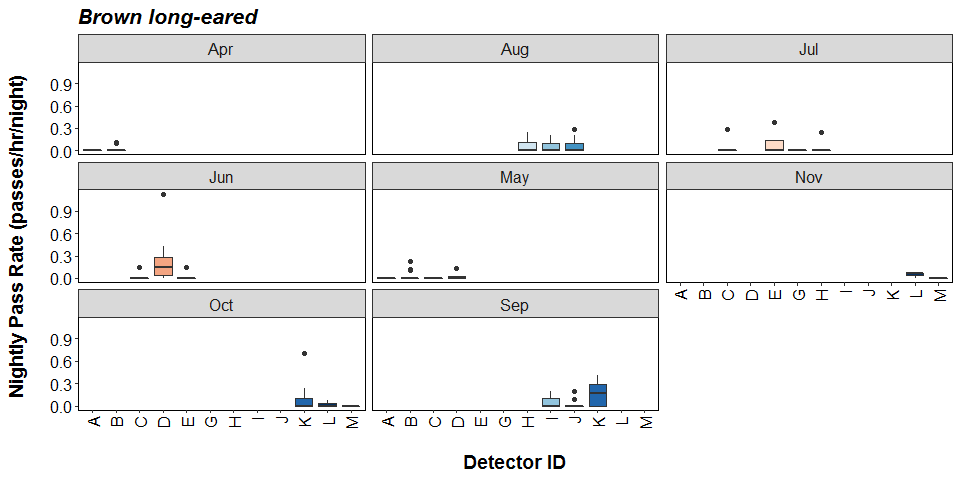 Brown long-eared
Nightly Pass Rate (passes/hr/night)
Apr Aug Jul
0.9
0.6
0.3
0.0
Jun May Nov
0.9
0.6
0.3
0.0
A B C D E G H I J K L M
Oct Sep
0.9
0.6
0.3
0.0
A B C D E G H I J K L M A B C D E G H I J K L M
Detector ID